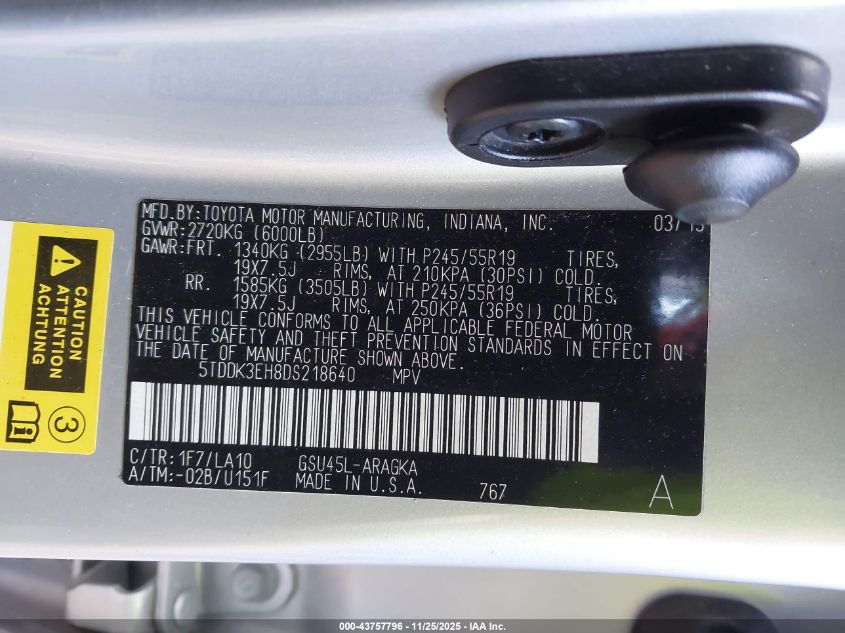 MFD.BY:TOYOTA MOTOR MANUFACTURING, INDIANA, INC. 03/13
GVWR:2720KG (6000LB)
GAWR:FRT. 1340KG (2955LB) WITH P245/55R19 TIRES,
19X7.5J RIMS, AT 210KPA (30PSI) COLD.
RR. 1585KG (3505LB) WITH P245/55R19 TIRES,
19X7.5J RIMS, AT 250KPA (36PSI) COLD.
THIS VEHICLE CONFORMS TO ALL APPLICABLE FEDERAL MOTOR
VEHICLE SAFETY AND THEFT PREVENTION STANDARDS IN EFFECT ON
THE DATE OF MANUFACTURE SHOWN ABOVE.
5TDDK3EH8DS218640 MPV
C/TR:1F7/LA10 GSU45L-ARAGKA
A/TM:-02B/U151F MADE IN U.S.A. 767 A
CAUTION
ATTENTION
ACHTUNG
3
000-43757796 - 11/25/2025 - IAA Inc.